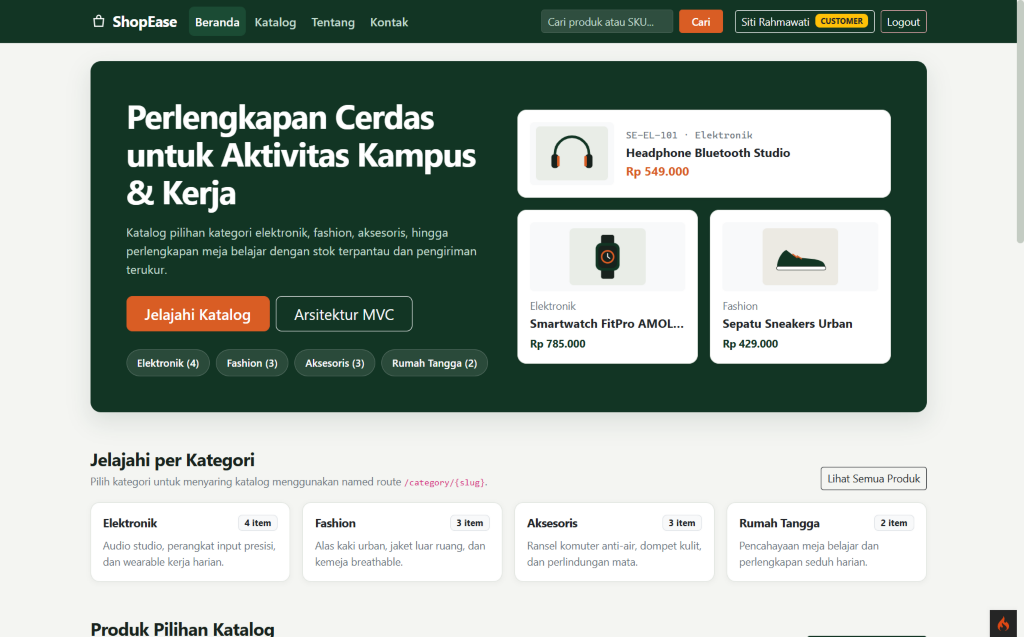 ShopEase Beranda Katalog Tentang Kontak Cari produk atau SKU... Cari Siti Rahmawati CUSTOMER Logout
Perlengkapan Cerdas
untuk Aktivitas Kampus
& Kerja
Katalog pilihan kategori elektronik, fashion, aksesoris, hingga
perlengkapan meja belajar dengan stok terpantau dan pengiriman
terukur.
Jelajahi Katalog Arsitektur MVC
Elektronik (4) Fashion (3) Aksesoris (3) Rumah Tangga (2)
SE-EL-101 · Elektronik
Headphone Bluetooth Studio
Rp 549.000
Elektronik
Smartwatch FitPro AMOL...
Rp 785.000
Fashion
Sepatu Sneakers Urban
Rp 429.000
Jelajahi per Kategori
Pilih kategori untuk menyaring katalog menggunakan named route /category/{slug}.
Lihat Semua Produk
Elektronik 4 item
Audio studio, perangkat input presisi,
dan wearable kerja harian.
Fashion 3 item
Alas kaki urban, jaket luar ruang, dan
kemeja breathable.
Aksesoris 3 item
Ransel komuter anti-air, dompet kulit,
dan perlindungan mata.
Rumah Tangga 2 item
Pencahayaan meja belajar dan
perlengkapan seduh harian.
Produk Pilihan Katalog